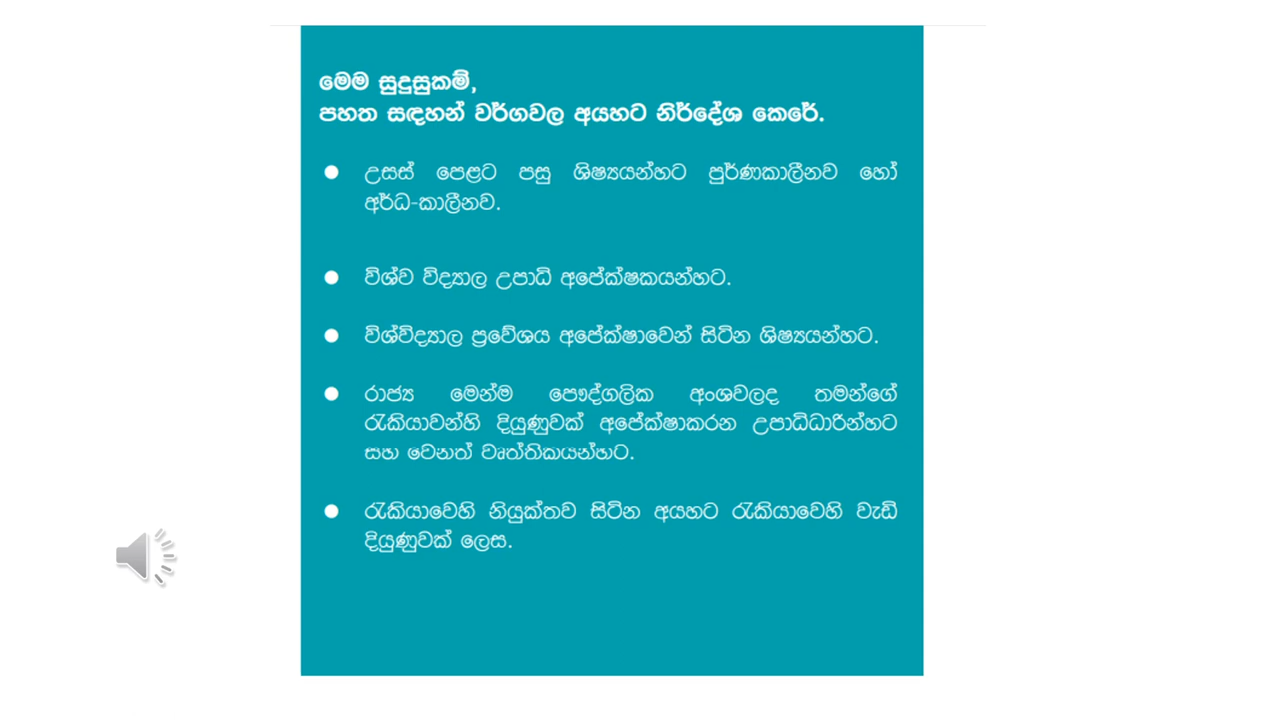 මෙම සුදුසුකම්,
පහත සඳහන් වර්ගවල අයහට නිර්දේශ කෙරේ.
● උසස් පෙළට පසු ශිෂ්‍යයන්හට පුර්ණකාලීනව හෝ
අර්ධ-කාලීනව.
● විශ්ව විද්‍යාල උපාධි අපේක්ෂකයන්හට.
● විශ්විද්‍යාල ප්‍රවේශය අපේක්ෂාවෙන් සිටින ශිෂ්‍යයන්හට.
● රාජ්‍ය මෙන්ම පෞද්ගලික අංශවලද තමන්ගේ
රැකියාවන්හි දියුණුවක් අපේක්ෂාකරන උපාධිධාරින්හට
සහ වෙනත් වෘත්තිකයන්හට.
● රැකියාවෙහි නියුක්තව සිටින අයහට රැකියාවෙහි වැඩි
දියුණුවක් ලෙස.